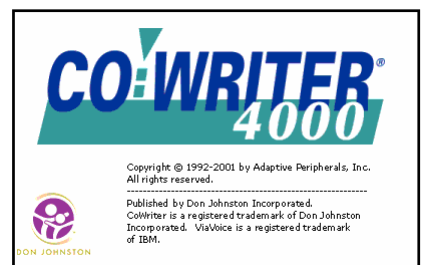 CO:WRITER®
4000
Copyright © 1992-2001 by Adaptive Peripherals, Inc.
All rights reserved.
------------------------------------------------------------
Published by Don Johnston Incorporated.
CoWriter is a registered trademark of Don Johnston
Incorporated.  ViaVoice is a registered trademark
of IBM.
DON JOHNSTON